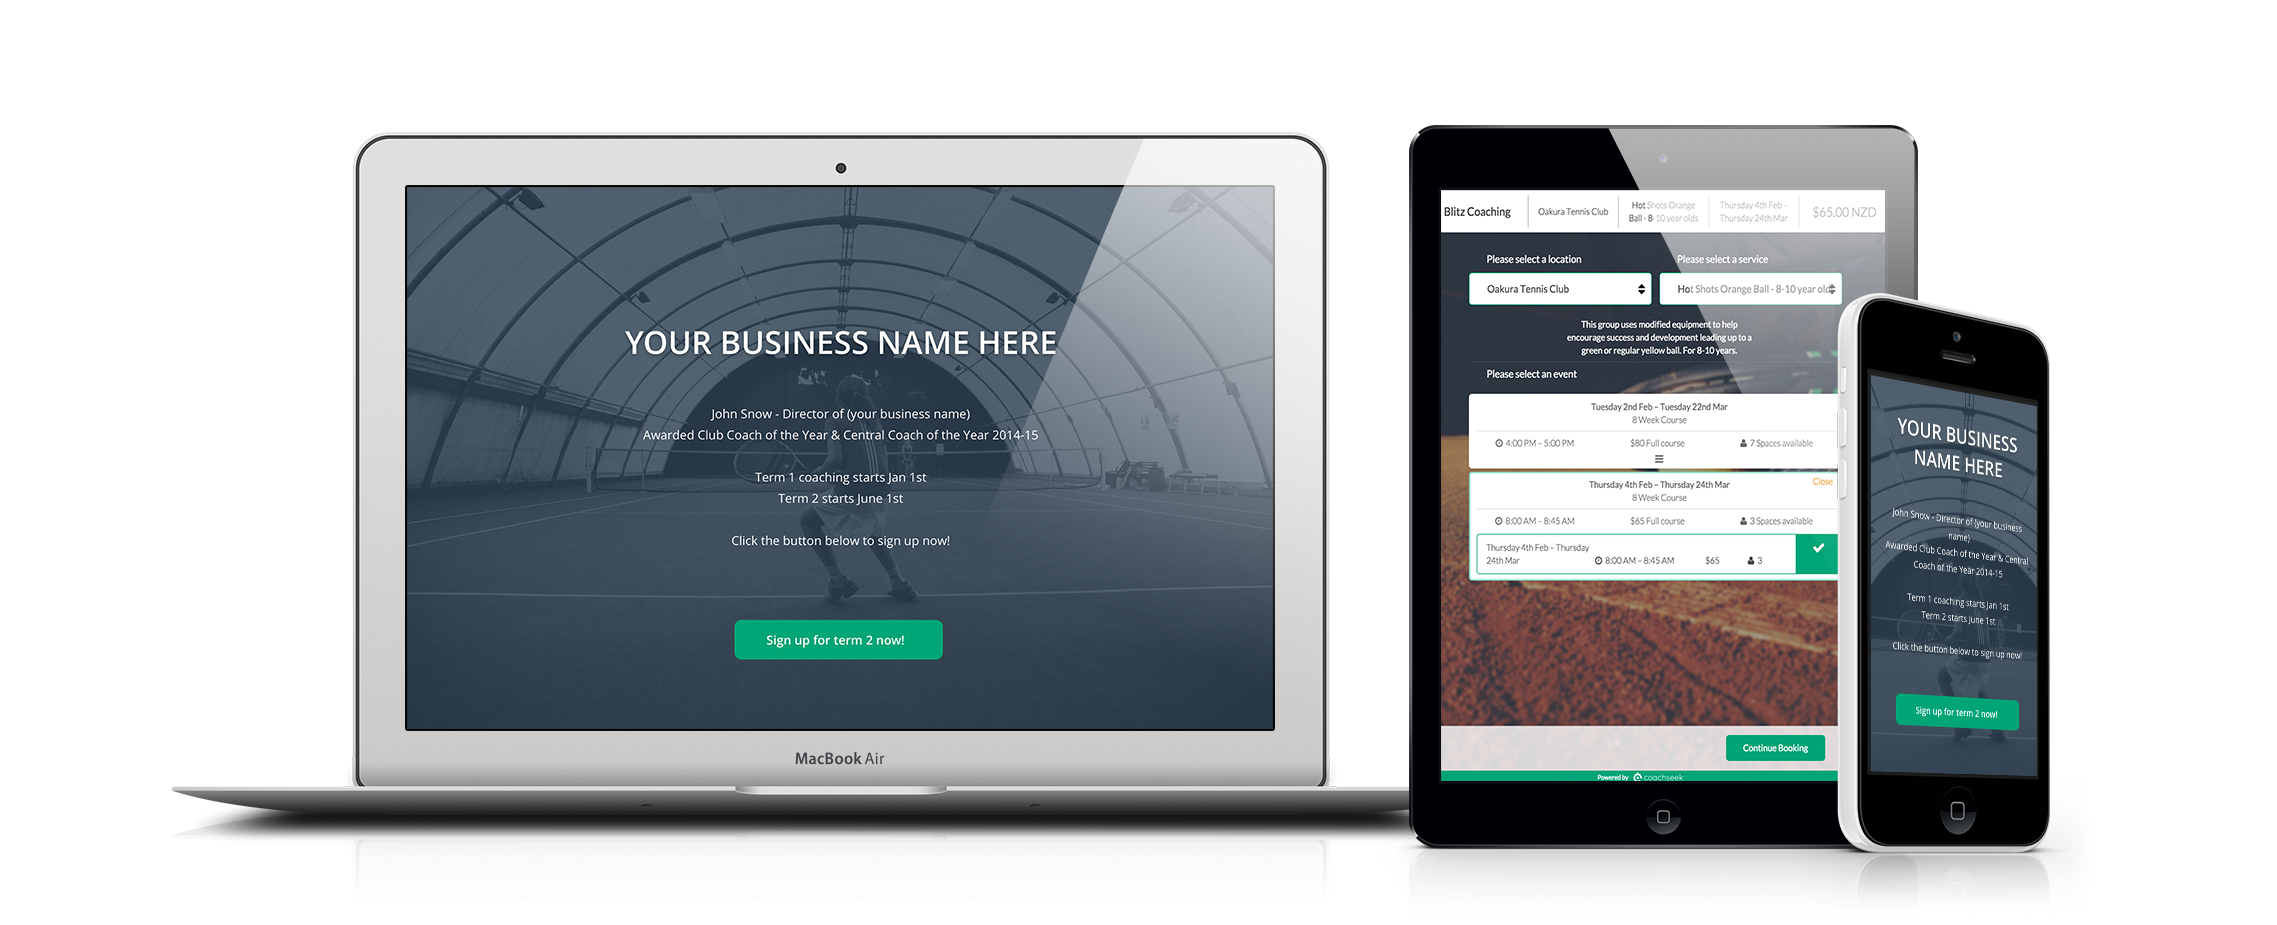 YOUR BUSINESS NAME HERE
John Snow - Director of (your business name)
Awarded Club Coach of the Year & Central Coach of the Year 2014-15
Term 1 coaching starts Jan 1st
Term 2 starts June 1st
Click the button below to sign up now!
Sign up for term 2 now!
MacBook Air
Blitz Coaching
Oakura Tennis Club
Hot Shots Orange
Ball - 8-10 year olds
Thursday 4th Feb –
Thursday 24th Mar
$65.00 NZD
Please select a location
Please select a service
Oakura Tennis Club
Hot Shots Orange Ball - 8-10 year old
This group uses modified equipment to help
encourage success and development leading up to a
green or regular yellow ball. For 8-10 years.
Please select an event
Tuesday 2nd Feb – Tuesday 22nd Mar
8 Week Course
4:00 PM – 5:00 PM
$80 Full course
7 Spaces available
Thursday 4th Feb – Thursday 24th Mar
Close
8 Week Course
8:00 AM – 8:45 AM
$65 Full course
3 Spaces available
Thursday 4th Feb – Thursday
24th Mar
8:00 AM – 8:45 AM
$65
3
Continue Booking
Powered by coachseek
YOUR BUSINESS
NAME HERE
John Snow - Director of (your business
name)
Awarded Club Coach of the Year & Central
Coach of the Year 2014-15
Term 1 coaching starts Jan 1st
Term 2 starts June 1st
Click the button below to sign up now!
Sign up for term 2 now!